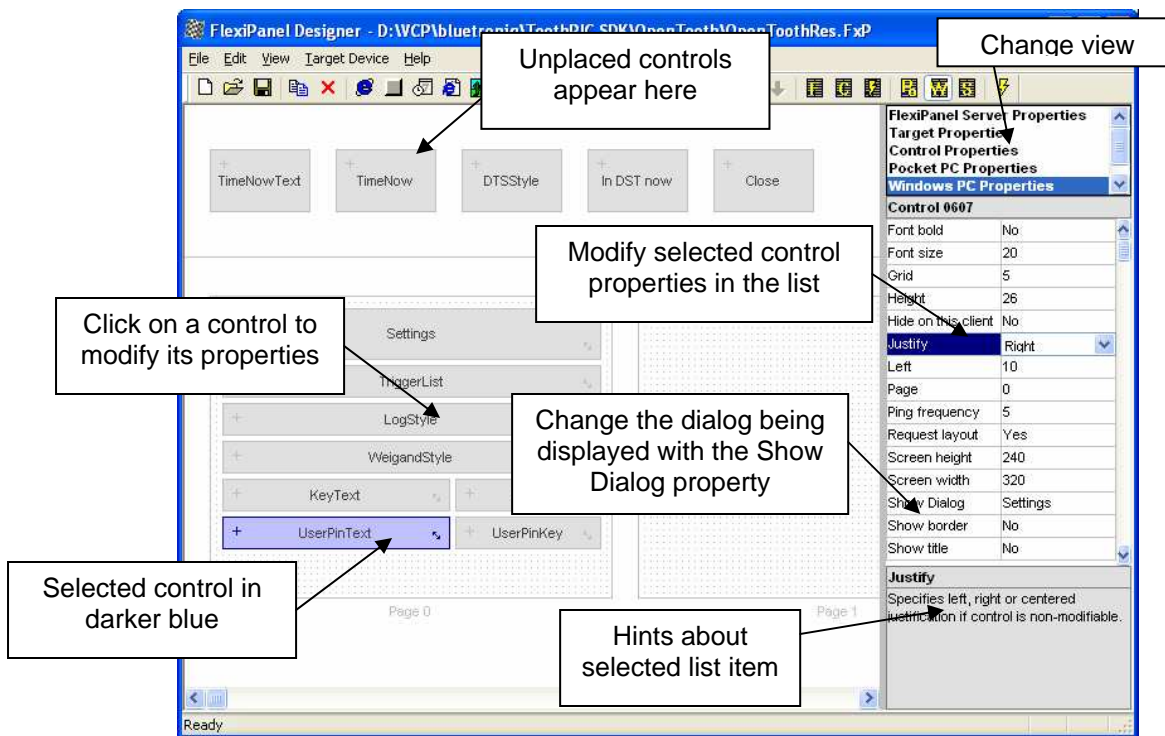 FlexiPanel Designer - D:\VCP\bluetronin\ToothPIC SDK\OpenTooth\OpenToothRes.FxP
File Edit View Target Device Help
Unplaced controls
appear here
Change view
FlexiPanel Server Properties
Target Properties
Control Properties
Pocket PC Properties
Windows PC Properties
TimeNowText
TimeNow
DTSStyle
In DST now
Close
Control 0607
Font bold No
Font size 20
Grid 5
Height 26
Hide on this client No
Justify Right
Left 10
Page 0
Ping frequency 5
Request layout Yes
Screen height 240
Screen width 320
Show Dialog Settings
Show border No
Show title No
Modify selected control
properties in the list
Click on a control to
modify its properties
Settings
TriggerList
LogStyle
WeigandStyle
KeyText
UserPinText
UserPinKey
Change the dialog being
displayed with the Show
Dialog property
Selected control in
darker blue
Page 0
Page 1
Justify
Specifies left, right or centered
justification if control is non-modifiable.
Hints about
selected list item
Ready